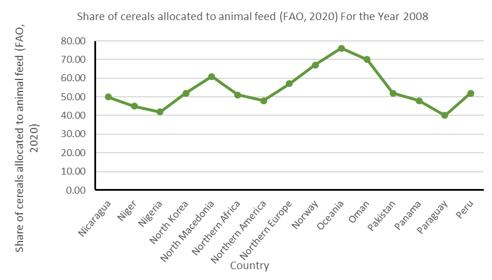 Share of cereals allocated to animal feed (FAO, 2020) For the Year 2008
Share of cereals allocated to animal feed (FAO,
2020)
80.00
70.00
60.00
50.00
40.00
30.00
20.00
10.00
0.00
Nicaragua
Niger
Nigeria
North Korea
North Macedonia
Northern Africa
Northern America
Northern Europe
Norway
Oceania
Oman
Pakistan
Panama
Paraguay
Peru
Country